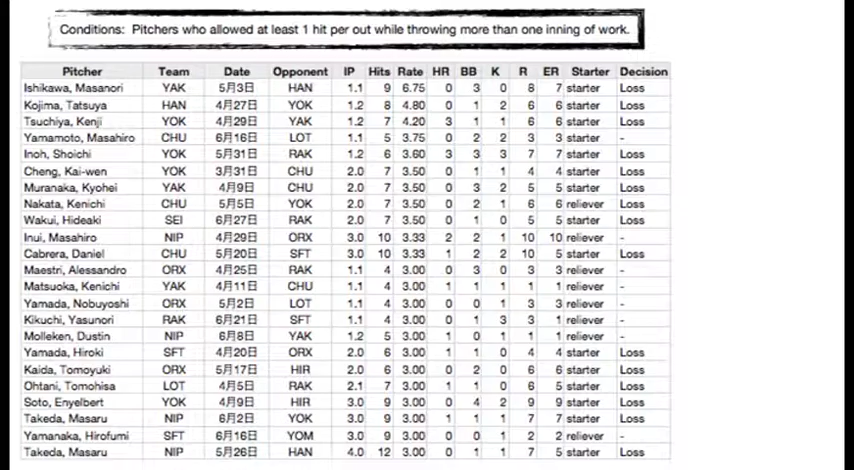 Conditions: Pitchers who allowed at least 1 hit per out while throwing more than one inning of work.
Pitcher Team Date Opponent IP Hits Rate HR BB K R ER Starter Decision
Ishikawa, Masanori YAK 5月3日 HAN 1.1 9 6.75 0 3 0 8 7 starter Loss
Kojima, Tatsuya HAN 4月27日 YOK 1.2 8 4.80 0 1 2 6 6 starter Loss
Tsuchiya, Kenji YOK 4月29日 YAK 1.2 7 4.20 3 1 1 6 6 starter Loss
Yamamoto, Masahiro CHU 6月16日 LOT 1.1 5 3.75 0 2 2 3 3 starter -
Inoh, Shoichi YOK 5月31日 RAK 1.2 6 3.60 3 3 3 7 7 starter Loss
Cheng, Kai-wen YOK 3月31日 CHU 2.0 7 3.50 0 1 1 4 4 starter Loss
Muranaka, Kyohei YAK 4月9日 CHU 2.0 7 3.50 0 3 2 5 5 starter Loss
Nakata, Kenichi CHU 5月5日 YOK 2.0 7 3.50 0 2 1 6 6 reliever Loss
Wakui, Hideaki SEI 6月27日 RAK 2.0 7 3.50 0 1 0 5 5 starter Loss
Inui, Masahiro NIP 4月29日 ORX 3.0 10 3.33 2 2 1 10 10 reliever -
Cabrera, Daniel CHU 5月20日 SFT 3.0 10 3.33 1 2 2 10 5 starter Loss
Maestri, Alessandro ORX 4月25日 RAK 1.1 4 3.00 0 3 0 3 3 reliever -
Matsuoka, Kenichi YAK 4月11日 CHU 1.1 4 3.00 1 1 1 1 1 reliever -
Yamada, Nobuyoshi ORX 5月2日 LOT 1.1 4 3.00 0 0 1 3 3 reliever -
Kikuchi, Yasunori RAK 6月21日 SFT 1.1 4 3.00 0 1 3 3 1 reliever -
Molleken, Dustin NIP 6月8日 YAK 1.2 5 3.00 1 0 1 1 1 reliever -
Yamada, Hiroki SFT 4月20日 ORX 2.0 6 3.00 1 1 0 4 4 starter Loss
Kaida, Tomoyuki ORX 5月17日 HIR 2.0 6 3.00 0 2 0 6 6 starter Loss
Ohtani, Tomohisa LOT 4月5日 RAK 2.1 7 3.00 1 1 0 6 5 starter Loss
Soto, Enyelbert YOK 4月9日 HIR 3.0 9 3.00 0 4 2 9 9 starter Loss
Takeda, Masaru NIP 6月2日 YOK 3.0 9 3.00 1 1 1 7 7 starter Loss
Yamanaka, Hirofumi SFT 6月16日 YOM 3.0 9 3.00 0 0 1 2 2 reliever -
Takeda, Masaru NIP 5月26日 HAN 4.0 12 3.00 0 1 1 7 5 starter Loss